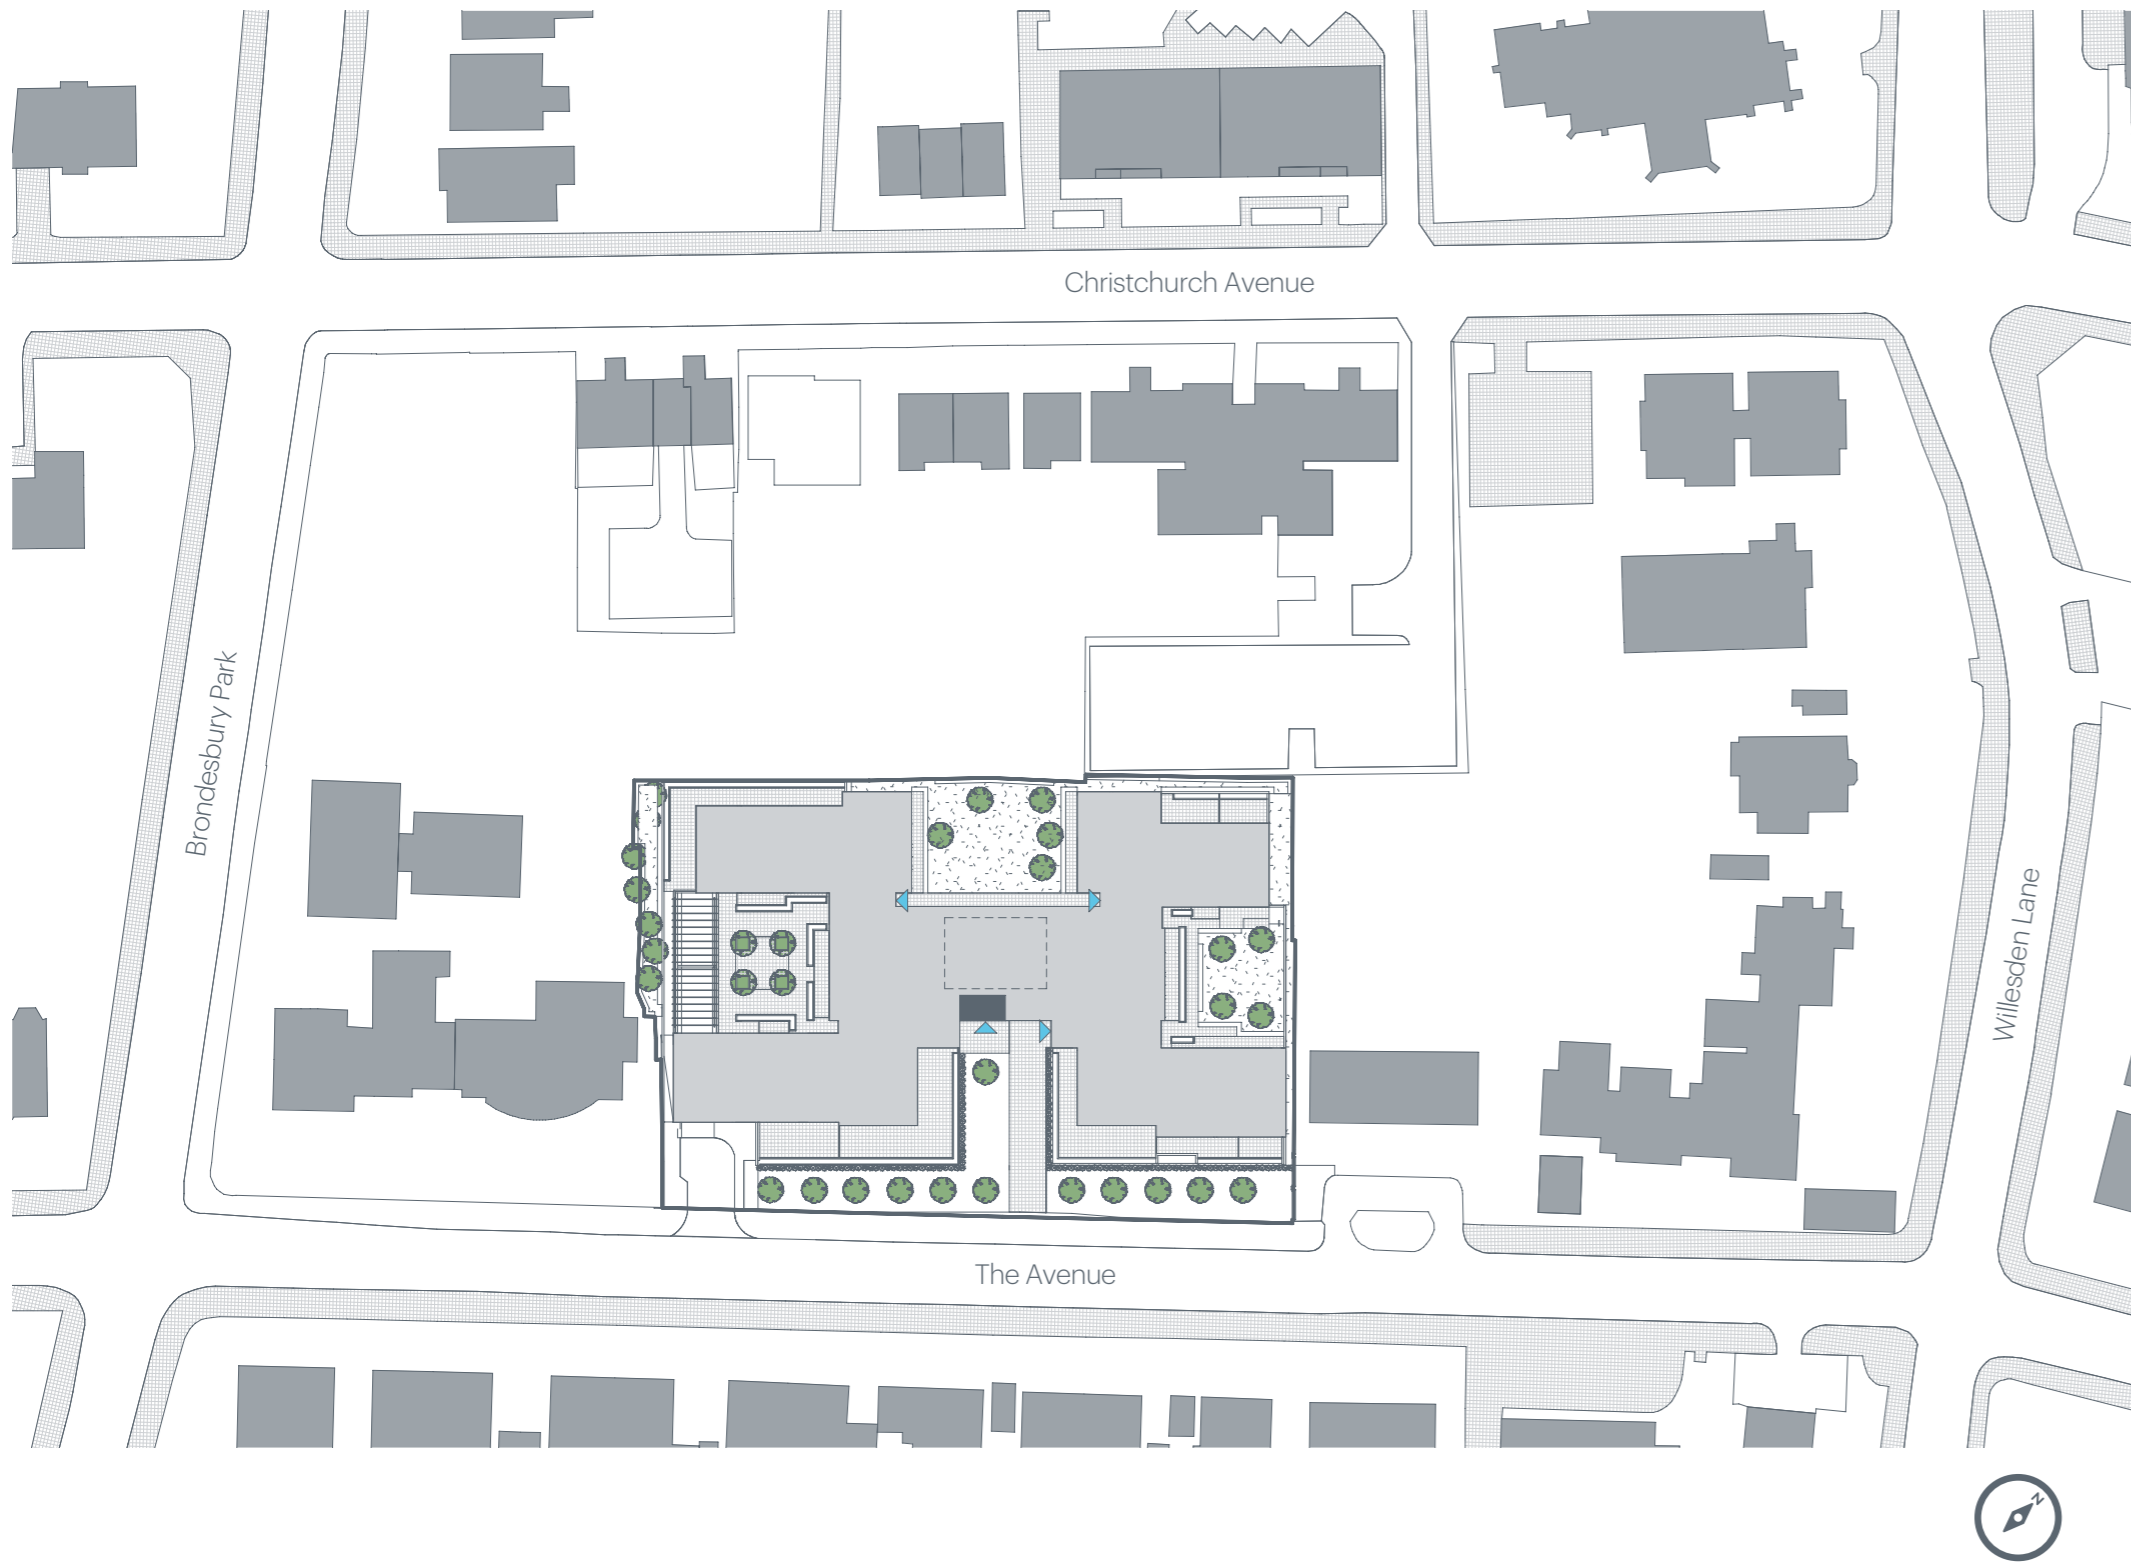 Christchurch Avenue
Brondesbury Park
Willesden Lane
The Avenue
N